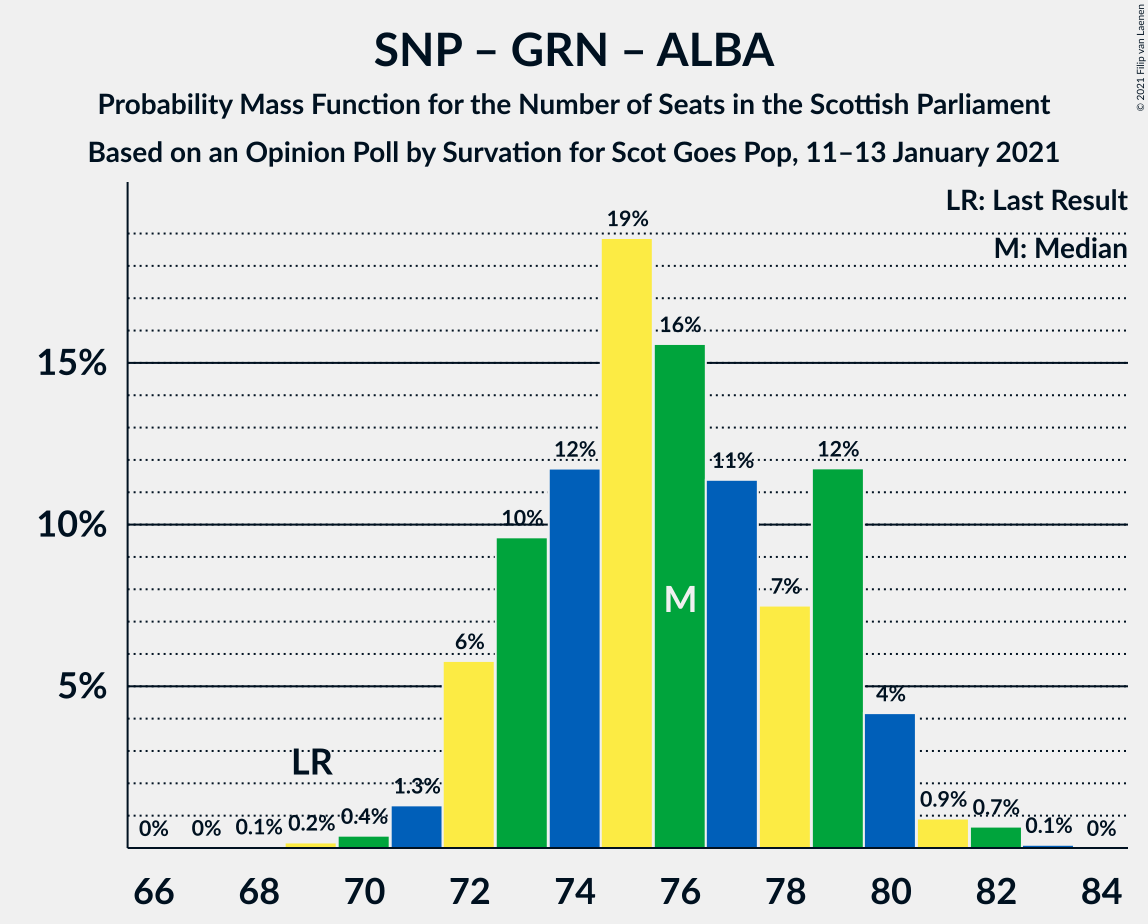 SNP – GRN – ALBA
Probability Mass Function for the Number of Seats in the Scottish Parliament
Based on an Opinion Poll by Survation for Scot Goes Pop, 11–13 January 2021
© 2021 Filip van Laenen
LR: Last Result
M: Median
15%
10%
5%
0%
0%
0.1%
0.2%
0.4%
1.3%
6%
10%
12%
19%
16%
11%
7%
12%
4%
0.9%
0.7%
0.1%
0%
LR
M
66 68 70 72 74 76 78 80 82 84